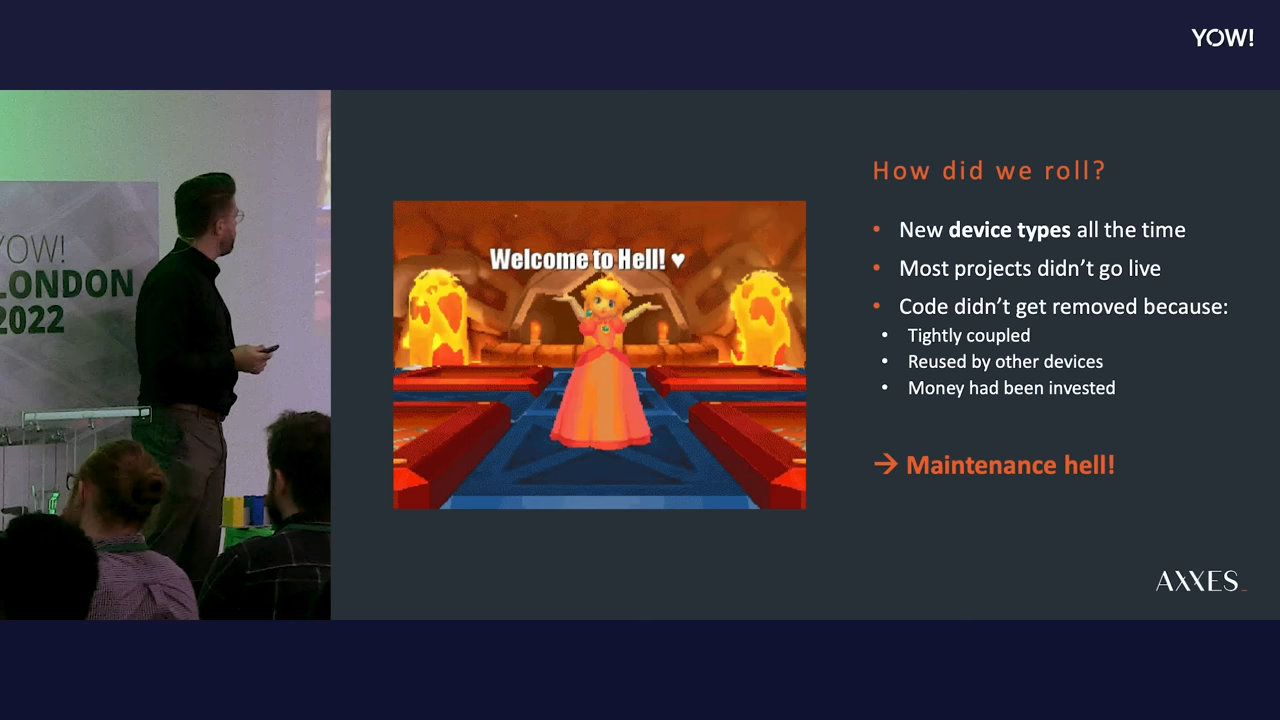 YOW!
YOW!
LONDON
2022
Welcome to Hell! ♥
How did we roll?
• New device types all the time
• Most projects didn’t go live
• Code didn’t get removed because:
• Tightly coupled
• Reused by other devices
• Money had been invested
→ Maintenance hell!
AXXES_